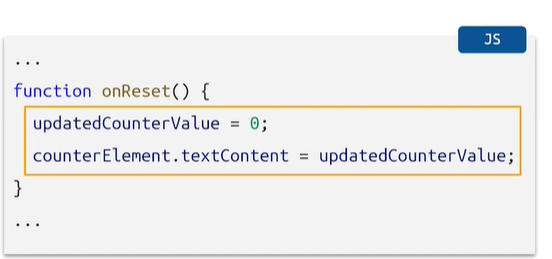 JS
...
function onReset() {
updatedCounterValue = 0;
counterElement.textContent = updatedCounterValue;
}
...